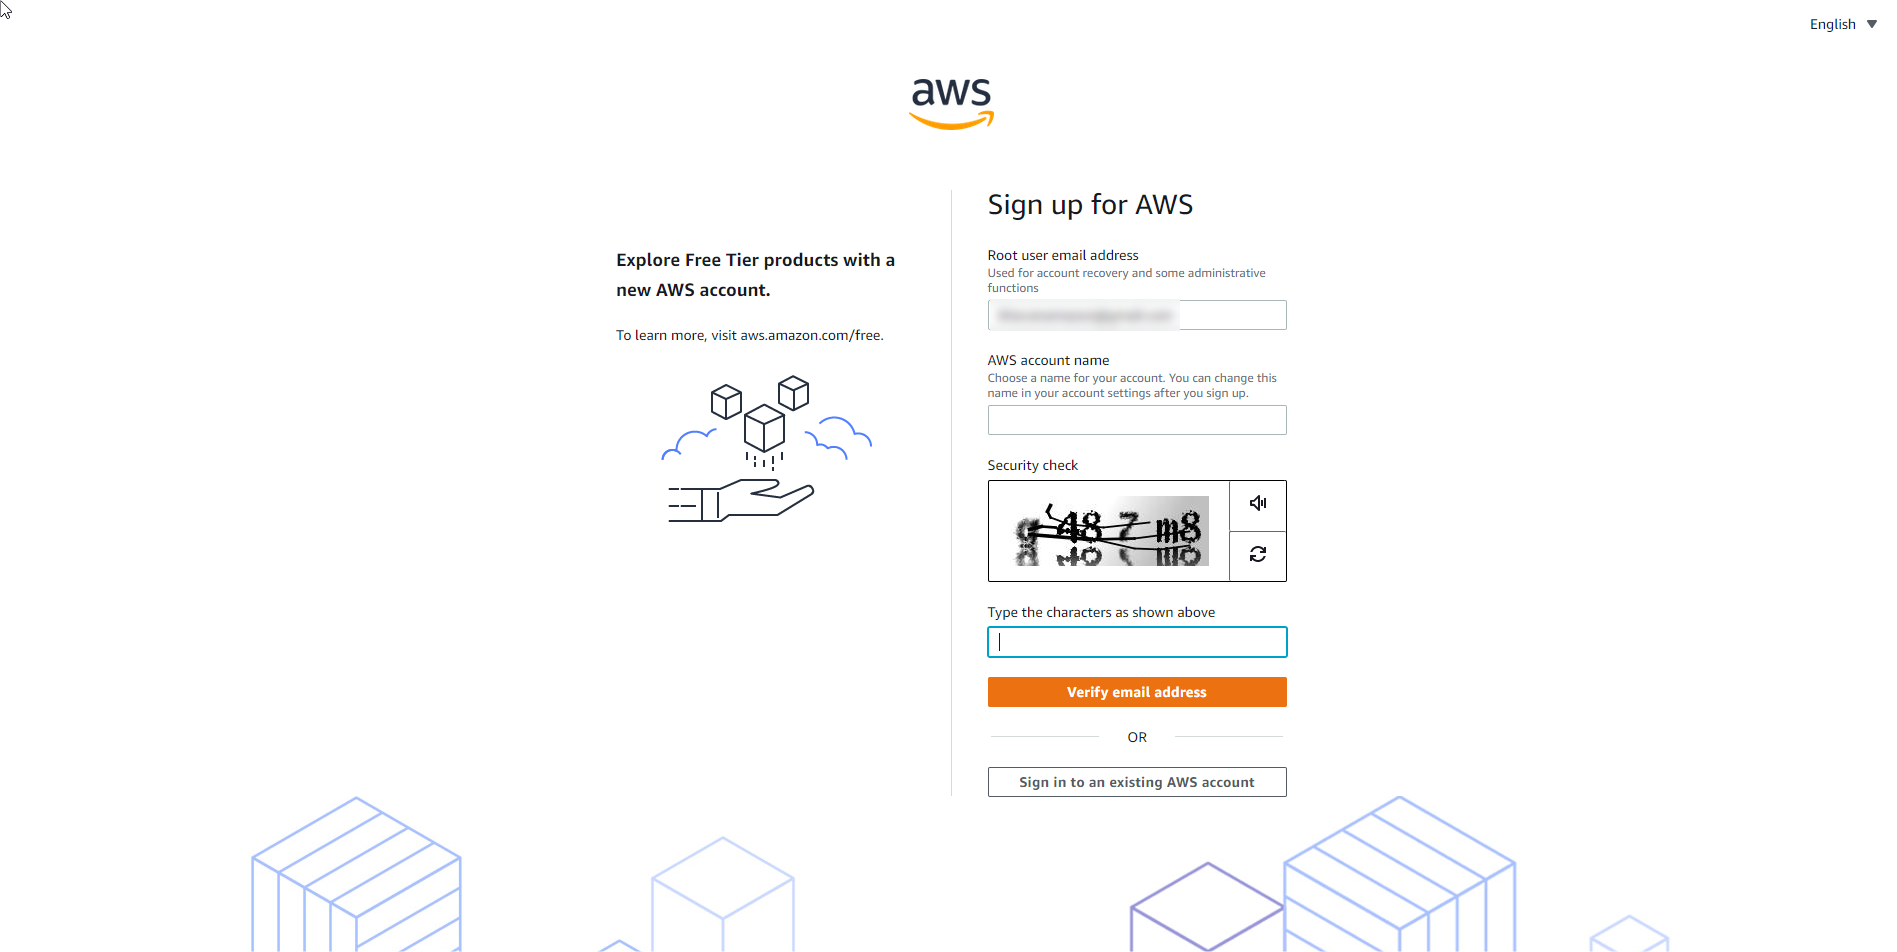 English
aws
Explore Free Tier products with a
new AWS account.
To learn more, visit aws.amazon.com/free.
Sign up for AWS
Root user email address
Used for account recovery and some administrative
functions
AWS account name
Choose a name for your account. You can change this
name in your account settings after you sign up.
Security check
Type the characters as shown above
Verify email address
OR
Sign in to an existing AWS account